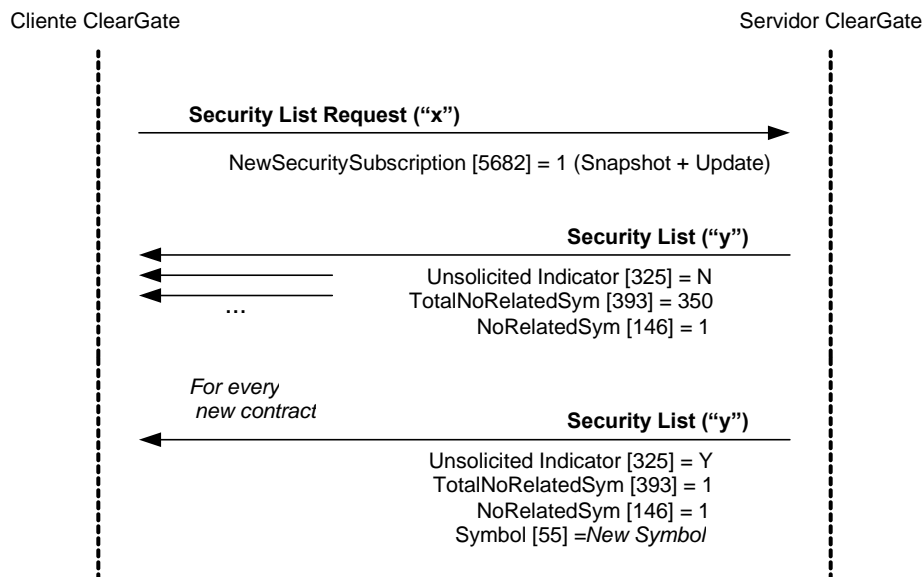 Cliente ClearGate
Servidor ClearGate
Security List Request (“x”)
NewSecuritySubscription [5682] = 1 (Snapshot + Update)
Security List (“y”)
Unsolicited Indicator [325] = N
TotalNoRelatedSym [393] = 350
NoRelatedSym [146] = 1
...
For every
new contract
Security List (“y”)
Unsolicited Indicator [325] = Y
TotalNoRelatedSym [393] = 1
NoRelatedSym [146] = 1
Symbol [55] =New Symbol